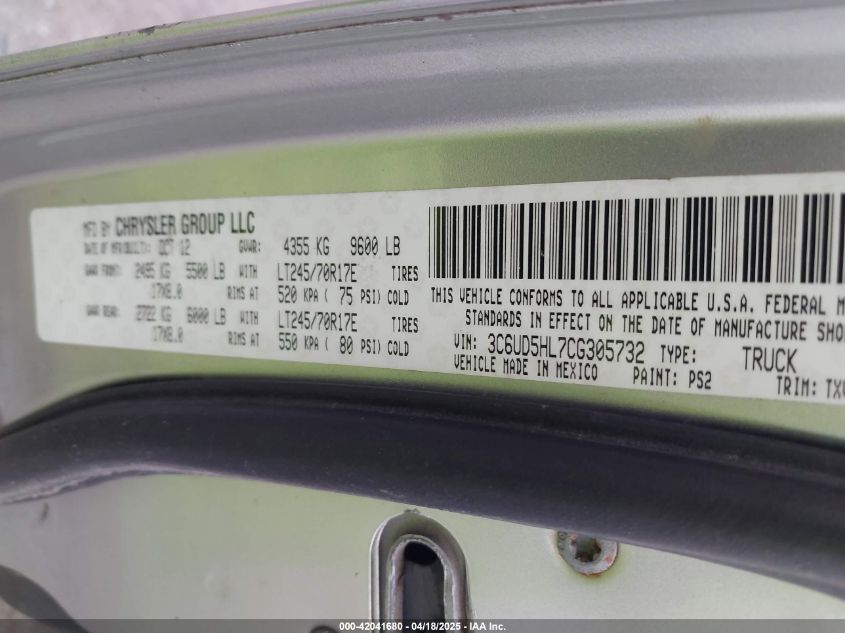 MFD BY CHRYSLER GROUP LLC
DATE OF MFR(BUILT): OCT 12 GVWR: 4355 KG 9600 LB
GAWR FRONT: 2495 KG 5500 LB WITH LT245/70R17E TIRES
17X8.0 RIMS AT 520 KPA ( 75 PSI) COLD
GAWR REAR: 2722 KG 6000 LB WITH LT245/70R17E TIRES
17X8.0 RIMS AT 550 KPA ( 80 PSI) COLD
THIS VEHICLE CONFORMS TO ALL APPLICABLE U.S.A. FEDERAL M
STANDARDS IN EFFECT ON THE DATE OF MANUFACTURE SHO
VIN: 3C6UD5HL7CG305732 TYPE: TRUCK
VEHICLE MADE IN MEXICO PAINT: PS2 TRIM: TXV
000-42041680 04/18/2025 - © IAA Inc.